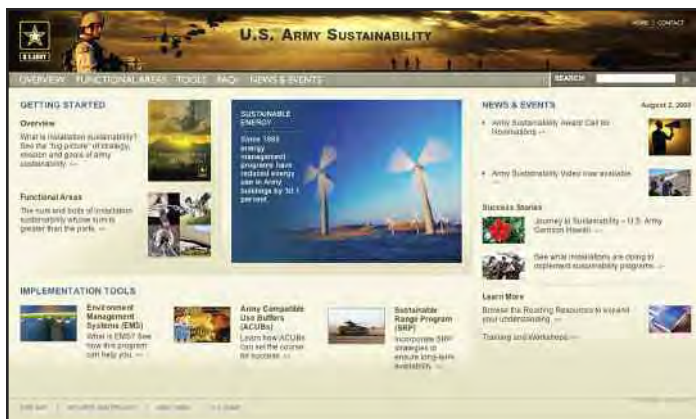 U.S. ARMY
U.S. ARMY SUSTAINABILITY
HOME | CONTACT
OVERVIEW FUNCTIONAL AREAS TOOLS FAQs NEWS & EVENTS
SEARCH
GETTING STARTED
Overview
What is installation sustainability?
See the "big picture" of strategy,
mission and goals of army
sustainability. >>
Functional Areas
The nuts and bolts of installation
sustainability whose sum is
greater than the parts. >>
SUSTAINABLE
ENERGY
Since 1985
energy
management
programs have
reduced energy
use in Army
buildings by
percent.
NEWS & EVENTS
August 2,
Army Sustainability Award Call for
Nominations >>
Army Sustainability Video now available
>>
Success Stories
Journey to Sustainability – U.S. Army
Garrison Hawaii >>
See what installations are doing to
implement sustainability programs. >>
Learn More
Browse the Reading Resources to expand
your understanding. >>
Training and Workshops >>
IMPLEMENTATION TOOLS
Environment
Management
Systems (EMS)
What is EMS? See
how this program
can help you. >>
Army Compatible
Use Buffers
(ACUBs)
Learn how ACUBs
can set the course
for success. >>
Sustainable
Range Program
(SRP)
Incorporate SRP
strategies to
ensure long-term
availability. >>